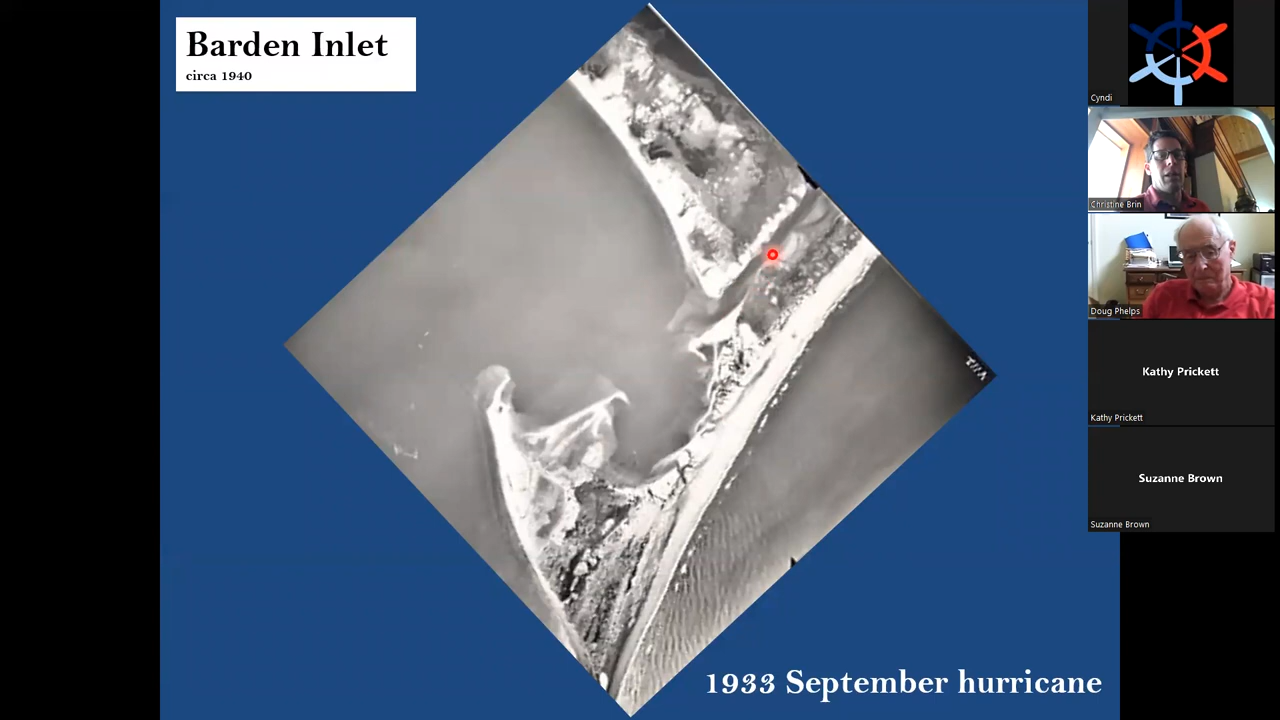 Barden Inlet
circa 1940
1933 September hurricane
Cyndi
Christine Brin
Doug Phelps
Kathy Prickett
Kathy Prickett
Suzanne Brown
Suzanne Brown